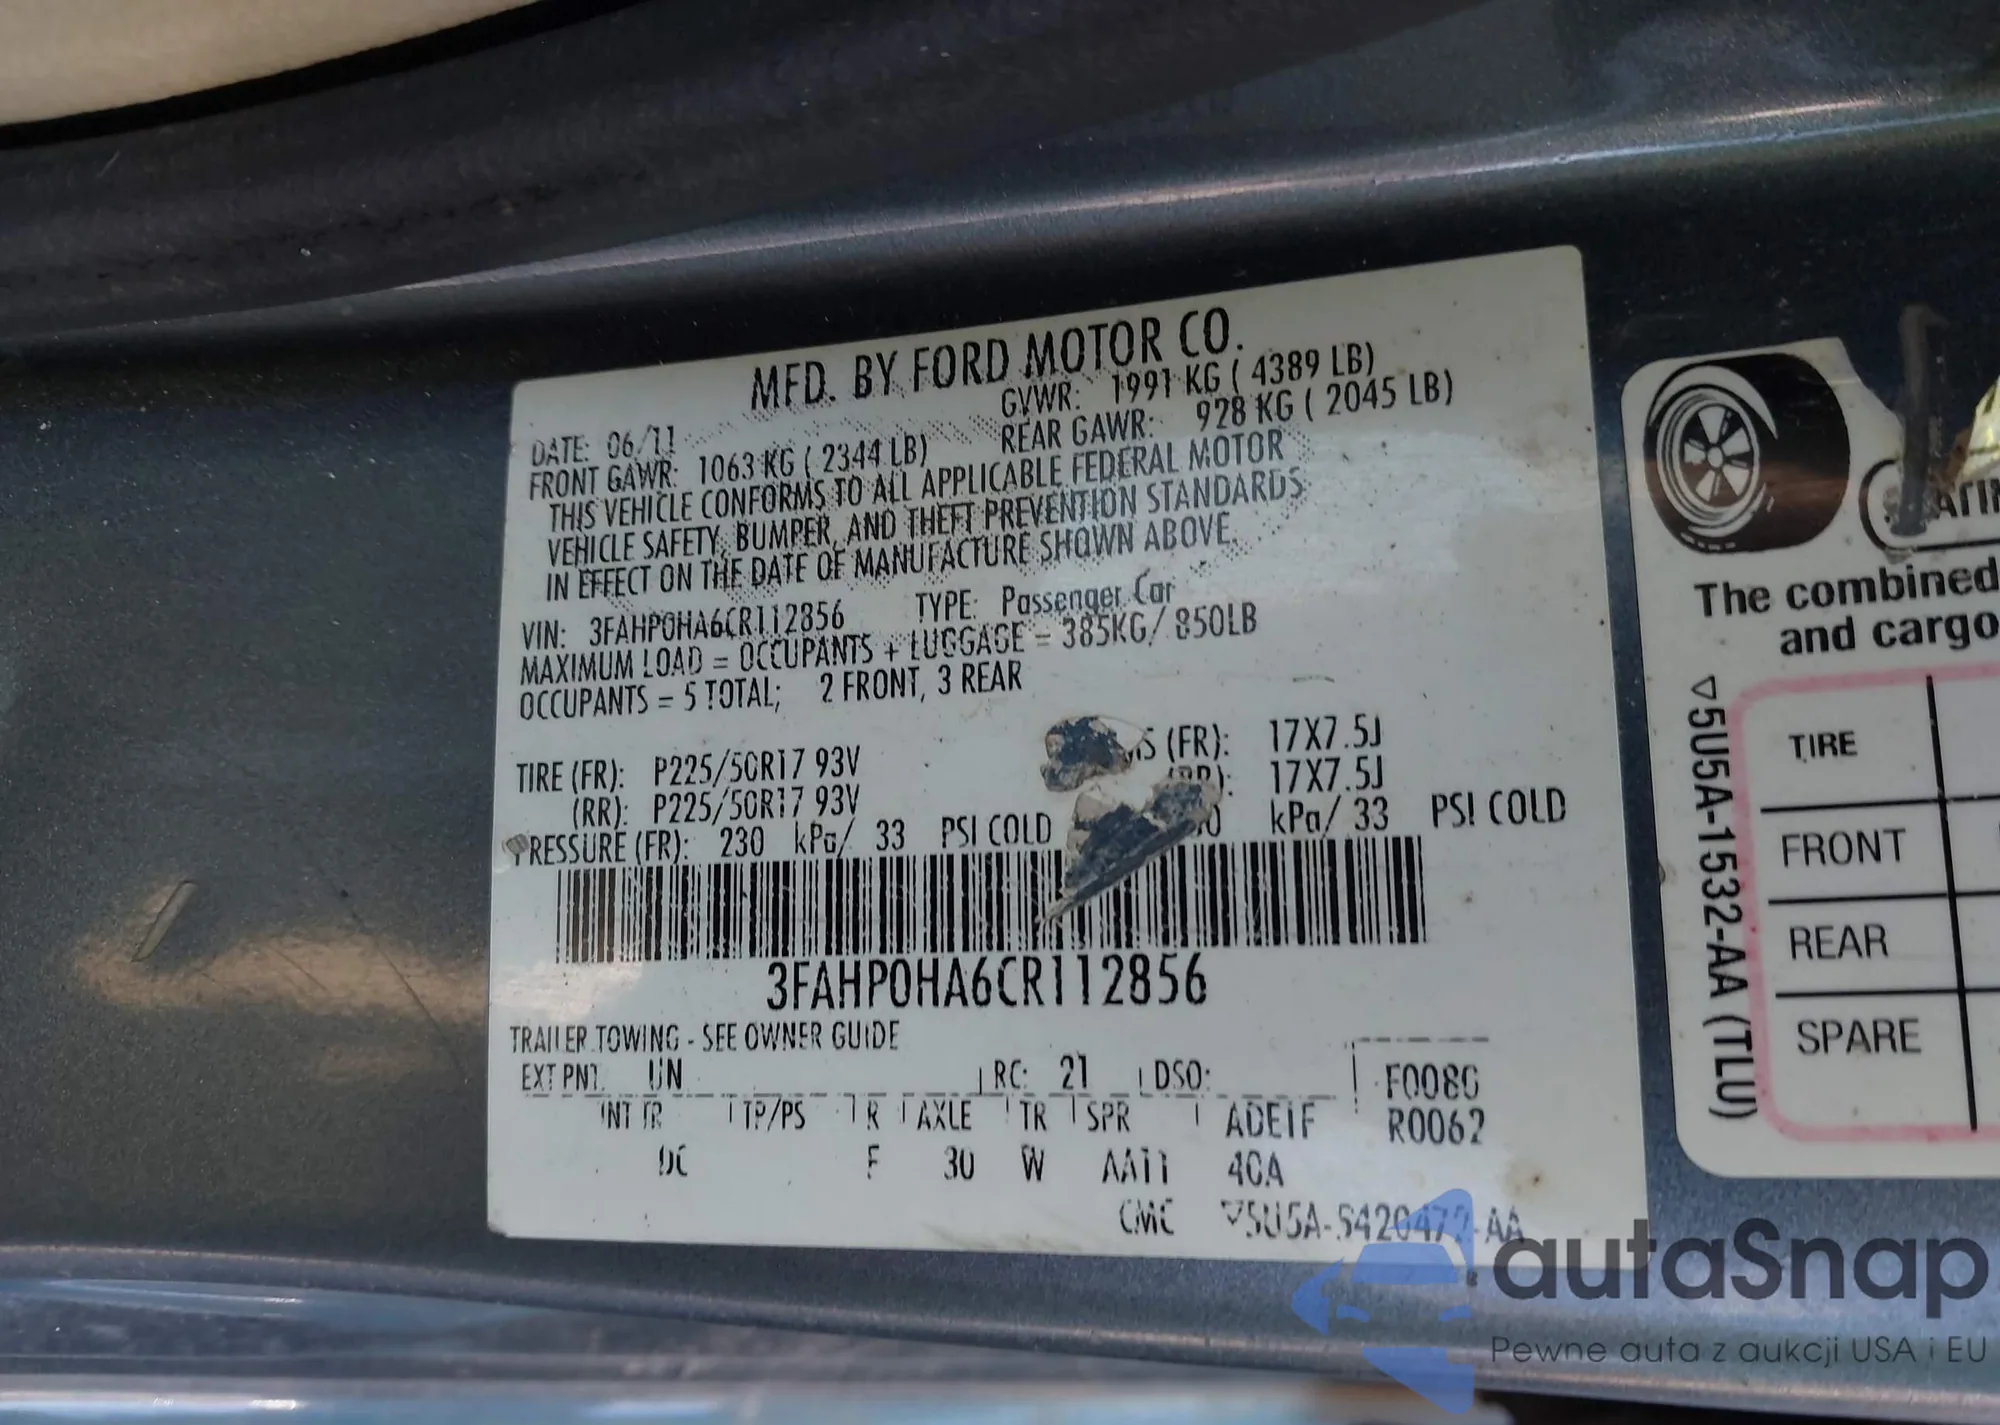 MFD. BY FORD MOTOR CO.
DATE: 06/11 GVWR: 1991 KG ( 4389 LB)
FRONT GAWR: 1063 KG ( 2344 LB) REAR GAWR: 928 KG ( 2045 LB)
THIS VEHICLE CONFORMS TO ALL APPLICABLE FEDERAL MOTOR
VEHICLE SAFETY, BUMPER, AND THEFT PREVENTION STANDARDS
IN EFFECT ON THE DATE OF MANUFACTURE SHOWN ABOVE.
VIN: 3FAHP0HA6CR112856 TYPE: Passenger Car
MAXIMUM LOAD = OCCUPANTS + LUGGAGE = 385KG/ 850LB
OCCUPANTS = 5 TOTAL; 2 FRONT, 3 REAR
TIRE (FR): P225/50R17 93V (FR): 17X7.5J
(RR): P225/50R17 93V 17X7.5J
PRESSURE (FR): 230 kPa/ 33 PSI COLD kPa/ 33 PSI COLD
3FAHP0HA6CR112856
TRAILER TOWING - SEE OWNER GUIDE
EXT PNT: UN RC: 21 DSO: F0080
INT TR TP/PS R AXLE TR SPR R0062
F 30 W AA11 40A
CMC ▽5U5A-5420472-AA
The combined
and cargo
▽5U5A-1532-AA (TLU)
TIRE
FRONT
REAR
SPARE
autaSnap
Pewne auta z aukcji USA i EU